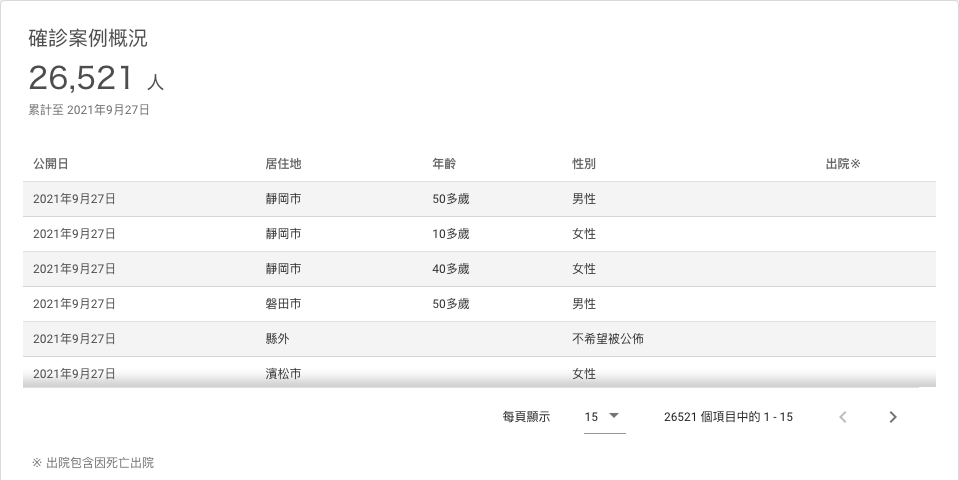 確診案例概況
26,521 人
累計至 2021年9月27日
公開日 居住地 年齡 性別 出院※
2021年9月27日 靜岡市 50多歲 男性
2021年9月27日 靜岡市 10多歲 女性
2021年9月27日 靜岡市 40多歲 女性
2021年9月27日 磐田市 50多歲 男性
2021年9月27日 縣外 不希望被公佈
2021年9月27日 濱松市 女性
每頁顯示 15 26521 個項目中的 1 - 15
※ 出院包含因死亡出院